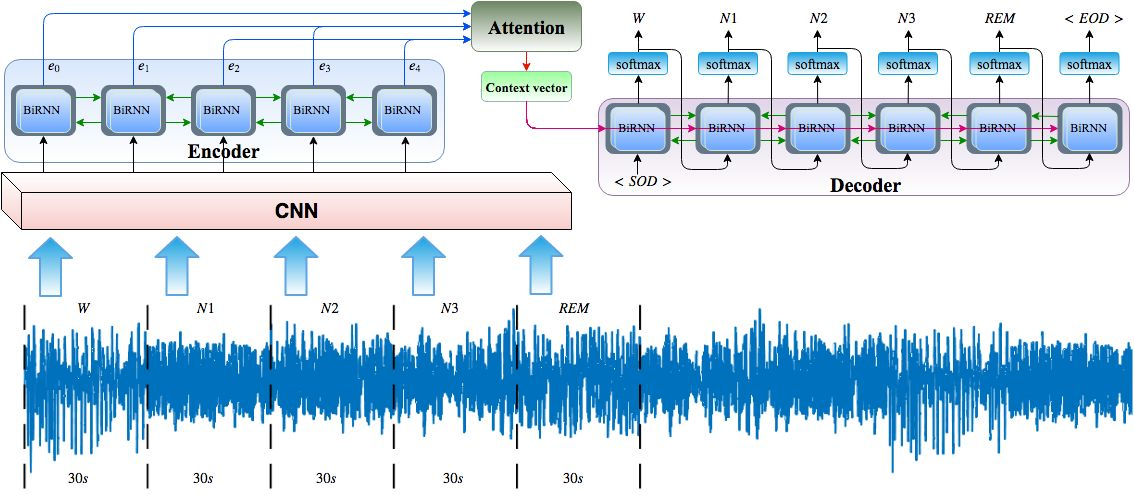 W N1 N2 N3 REM < EOD >
Attention
softmax softmax softmax softmax softmax softmax
e0 e1 e2 e3 e4
Context vector
BiRNN BiRNN BiRNN BiRNN BiRNN
BiRNN BiRNN BiRNN BiRNN BiRNN BiRNN
Encoder
< SOD >
Decoder
CNN
W N1 N2 N3 REM
30s 30s 30s 30s 30s